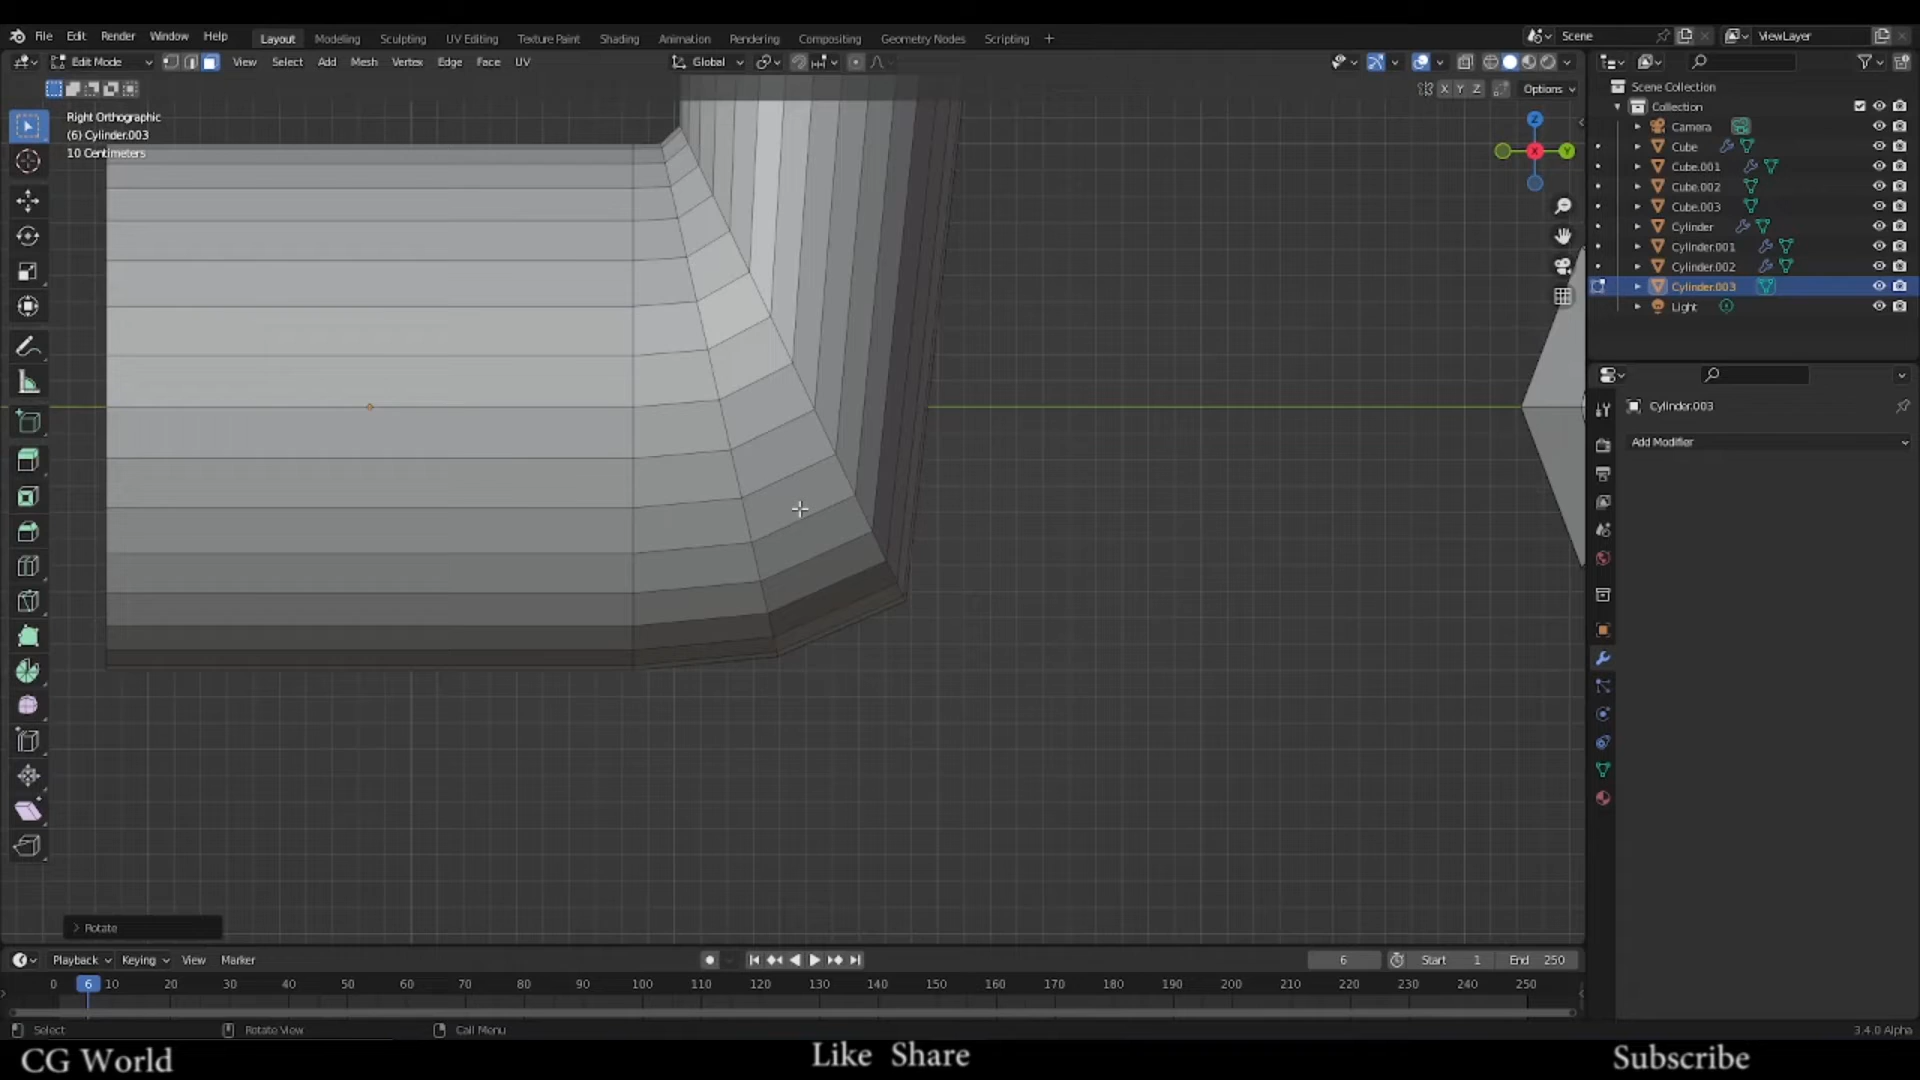 File Edit Render Window Help Layout Modeling Sculpting UV Editing Texture Paint Shading Animation Rendering Compositing Geometry Nodes Scripting + Scene ViewLayer
Edit Mode View Select Add Mesh Vertex Edge Face UV Global
X Y Z Options
Right Orthographic
(6) Cylinder.003
10 Centimeters
Z
X
Y
Scene Collection
Collection
Camera
Cube
Cube.001
Cube.002
Cube.003
Cylinder
Cylinder.001
Cylinder.002
Cylinder.003
Light
Cylinder.003
Add Modifier
Rotate
Playback Keying View Marker 6 Start 1 End 250
0 6 10 20 30 40 50 60 70 80 90 100 110 120 130 140 150 160 170 180 190 200 210 220 230 240 250
Select Rotate View Call Menu 3.4.0 Alpha
CG World Like Share Subscribe